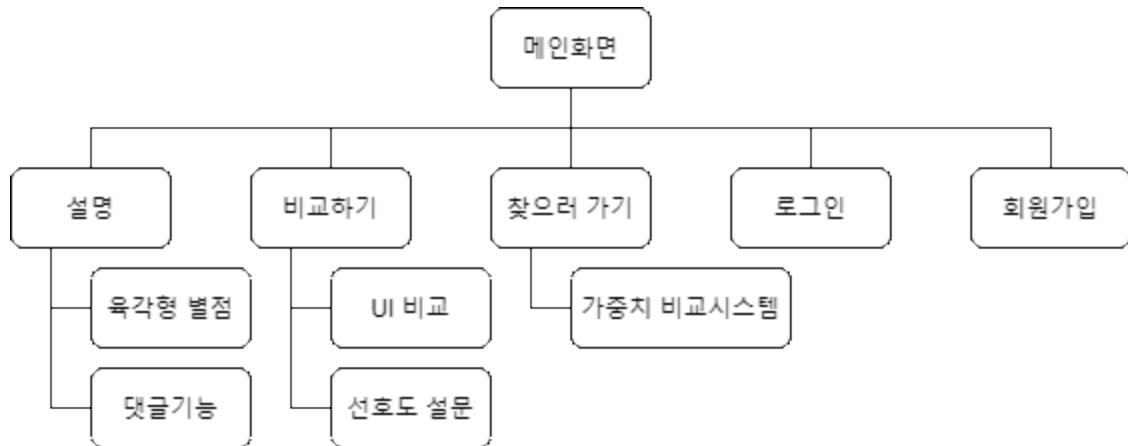 메인화면
설명
비교하기
찾으러 가기
로그인
회원가입
육각형 별점
UI 비교
가중치 비교시스템
댓글기능
선호도 설문